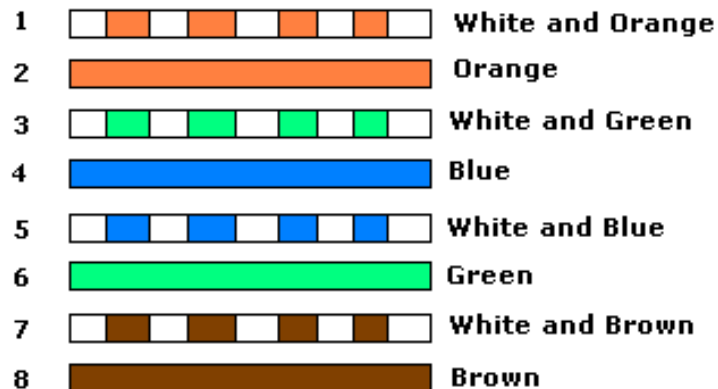 1 White and Orange
2 Orange
3 White and Green
4 Blue
5 White and Blue
6 Green
7 White and Brown
8 Brown